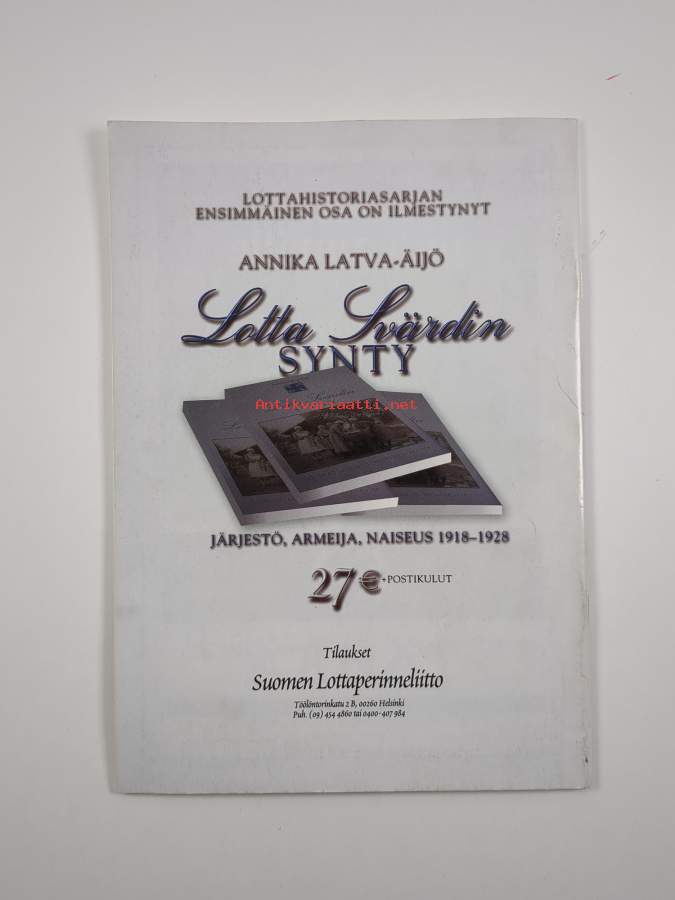 LOTTAHISTORIASARJAN
ENSIMMÄINEN OSA ON ILMESTYNYT
ANNIKA LATVA-ÄIJÖ
Lotta Svärdin
SYNTY
Antikvariaatti.net
JÄRJESTÖ, ARMEIJA, NAISEUS 1918–1928
27 € +POSTIKULUT
Tilaukset
Suomen Lottaperinneliitto
Töölöntorinkatu 2 B, 00260 Helsinki
Puh. (09) 454 4860 tai 0400-407 984